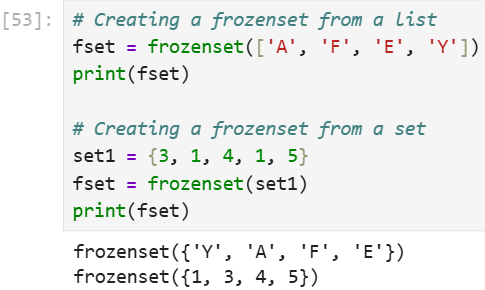 [53]: # Creating a frozenset from a list
fset = frozenset(['A', 'F', 'E', 'Y'])
print(fset)
# Creating a frozenset from a set
set1 = {3, 1, 4, 1, 5}
fset = frozenset(set1)
print(fset)
frozenset({'Y', 'A', 'F', 'E'})
frozenset({1, 3, 4, 5})